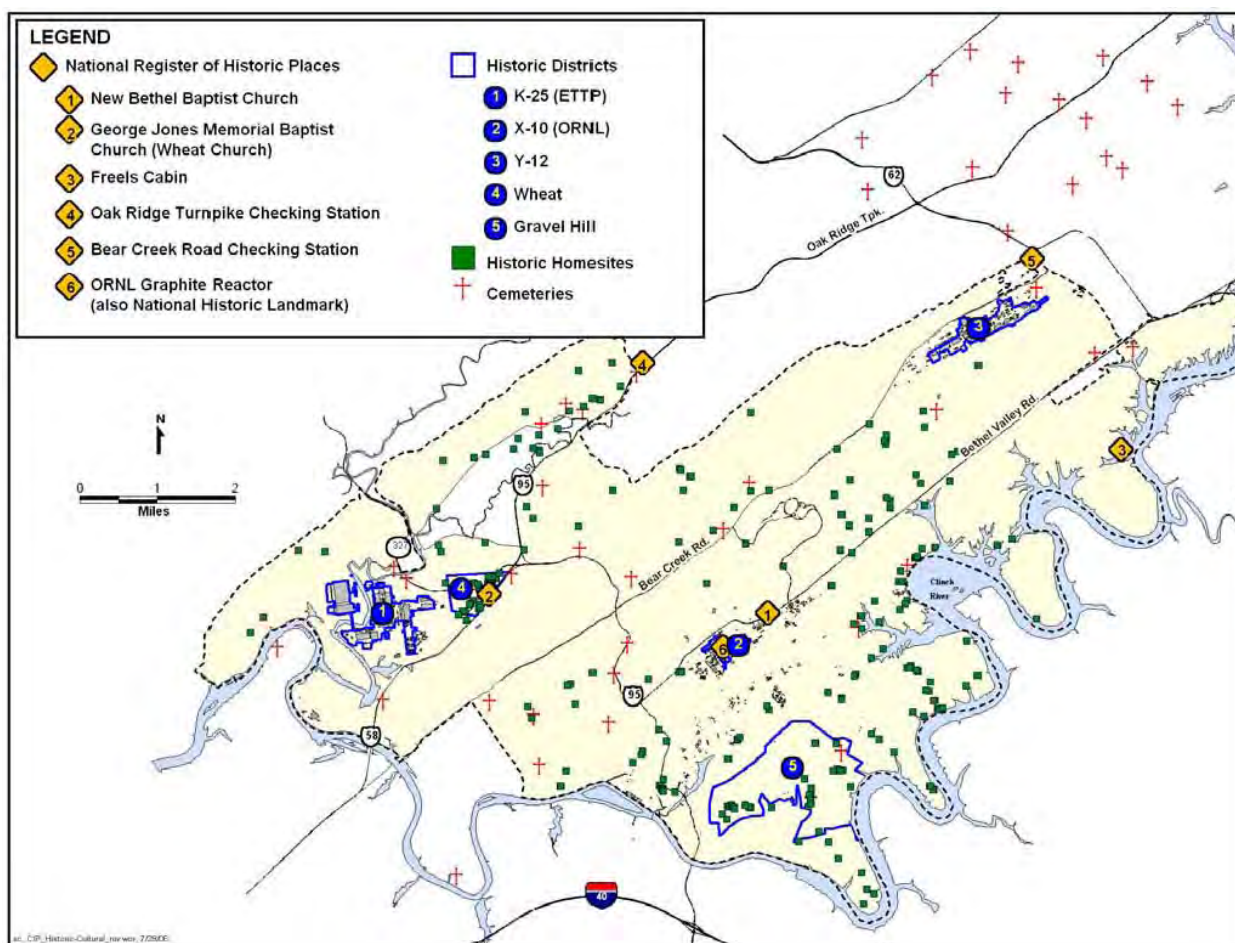 LEGEND
National Register of Historic Places
1 New Bethel Baptist Church
2 George Jones Memorial Baptist
Church (Wheat Church)
3 Freels Cabin
4 Oak Ridge Turnpike Checking Station
5 Bear Creek Road Checking Station
6 ORNL Graphite Reactor
(also National Historic Landmark)
Historic Districts
1 K-25 (ETTP)
2 X-10 (ORNL)
3 Y-12
4 Wheat
5 Gravel Hill
Historic Homesites
Cemeteries
62
Oak Ridge Tpk.
5
3
4
Bethel Valley Rd.
N
3
0 1 2
Miles
95
327
Bear Creek Rd.
4
2
1
Clinch
River
1
6
2
95
58
5
40